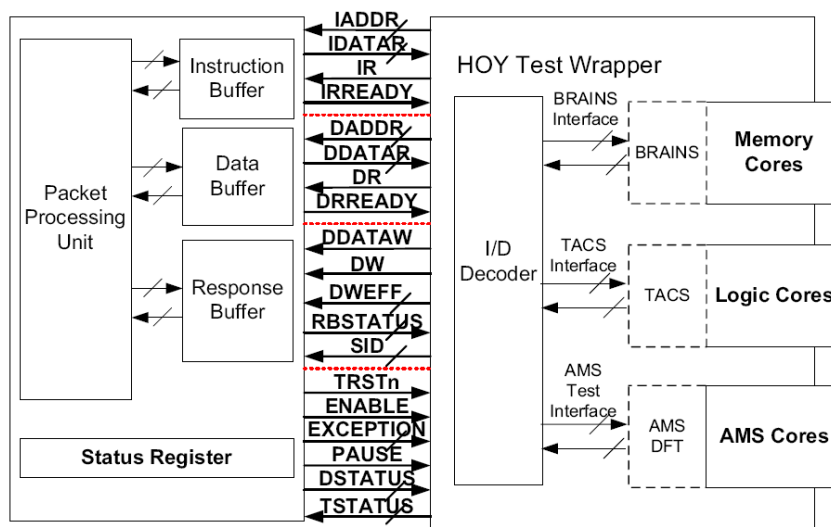 Packet
Processing
Unit
Instruction
Buffer
Data
Buffer
Response
Buffer
Status Register
IADDR
IDATAR
IR
IRREADY
DADDR
DDATAR
DR
DRREADY
DDATAW
DW
DWEFF
RBSTATUS
SID
TRSTn
ENABLE
EXCEPTION
PAUSE
DSTATUS
TSTATUS
HOY Test Wrapper
I/D
Decoder
BRAINS
Interface
BRAINS
Memory
Cores
TACS
Interface
TACS
Logic Cores
AMS
Test
Interface
AMS
DFT
AMS Cores